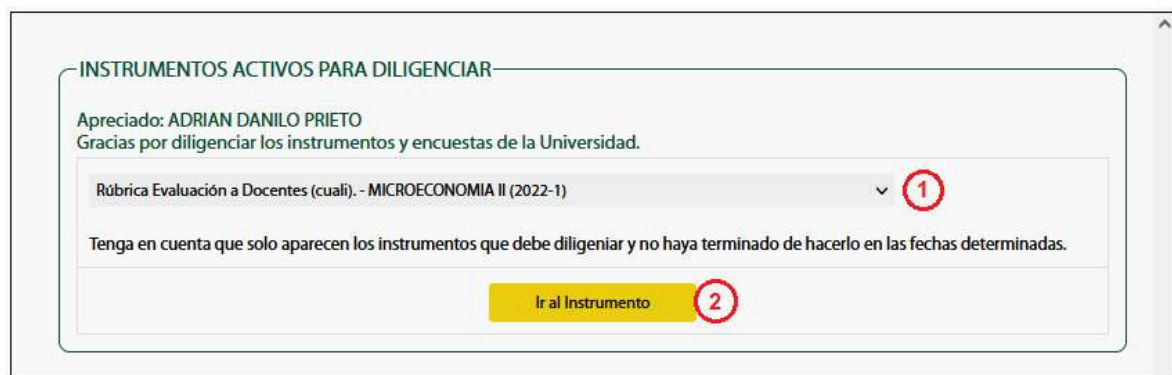 INSTRUMENTOS ACTIVOS PARA DILIGENCIAR
Apreciado: ADRIAN DANILO PRIETO
Gracias por diligenciar los instrumentos y encuestas de la Universidad.
Rúbrica Evaluación a Docentes (cuali). - MICROECONOMIA II (2022-1)
1
Tenga en cuenta que solo aparecen los instrumentos que debe diligeniar y no haya terminado de hacerlo en las fechas determinadas.
Ir al Instrumento
2